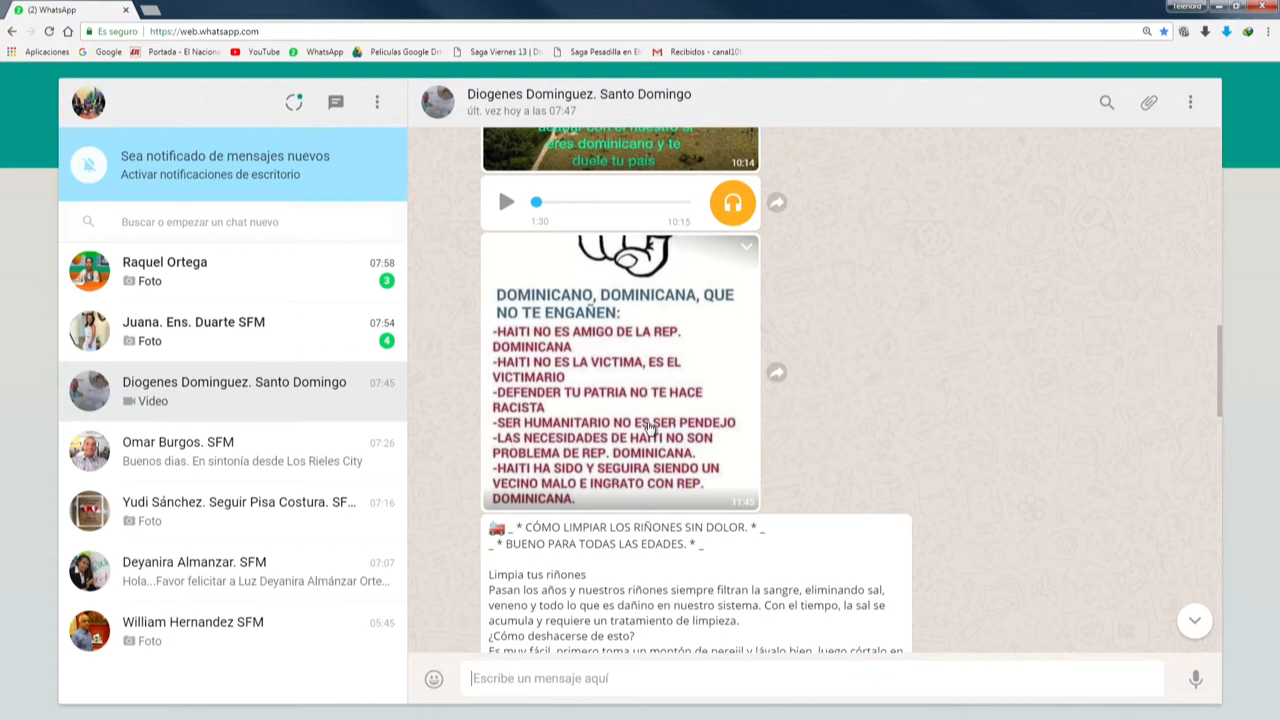 (2) WhatsApp
Telenord
Es seguro
https://web.whatsapp.com
Aplicaciones
Google
Portada - El Naciona
YouTube
WhatsApp
Peliculas Google Dri
Saga Viernes 13 | Ds
Saga Pesadilla en El
Recibidos - canal10t
Sea notificado de mensajes nuevos
Activar notificaciones de escritorio
Buscar o empezar un chat nuevo
Raquel Ortega
07:58
Foto
3
Juana. Ens. Duarte SFM
07:54
Foto
4
Diogenes Dominguez. Santo Domingo
07:45
Video
Omar Burgos. SFM
07:26
Buenos dias. En sintonía desde Los Rieles City
Yudi Sánchez. Seguir Pisa Costura. SF...
07:16
Foto
Deyanira Almanzar. SFM
07:07
Hola...Favor felicitar a Luz Deyanira Almánzar Orte...
William Hernandez SFM
05:45
Foto
Diogenes Dominguez. Santo Domingo
últ. vez hoy a las 07:47
acabar con el nuestro si
eres dominicano y te
duele tu país
10:14
1:30
10:15
DOMINICANO, DOMINICANA, QUE
NO TE ENGAÑEN:
-HAITI NO ES AMIGO DE LA REP.
DOMINICANA
-HAITI NO ES LA VICTIMA, ES EL
VICTIMARIO
-DEFENDER TU PATRIA NO TE HACE
RACISTA
-SER HUMANITARIO NO ES SER PENDEJO
-LAS NECESIDADES DE HAITI NO SON
PROBLEMA DE REP. DOMINICANA.
-HAITI HA SIDO Y SEGUIRA SIENDO UN
VECINO MALO E INGRATO CON REP.
DOMINICANA.
11:45
_ * CÓMO LIMPIAR LOS RIÑONES SIN DOLOR. * _
_ * BUENO PARA TODAS LAS EDADES. * _
Limpia tus riñones
Pasan los años y nuestros riñones siempre filtran la sangre, eliminando sal,
veneno y todo lo que es dañino en nuestro sistema. Con el tiempo, la sal se
acumula y requiere un tratamiento de limpieza.
¿Cómo deshacerse de esto?
Es muy fácil, primero toma un montón de perejil y lávalo bien, luego córtalo en
Escribe un mensaje aquí